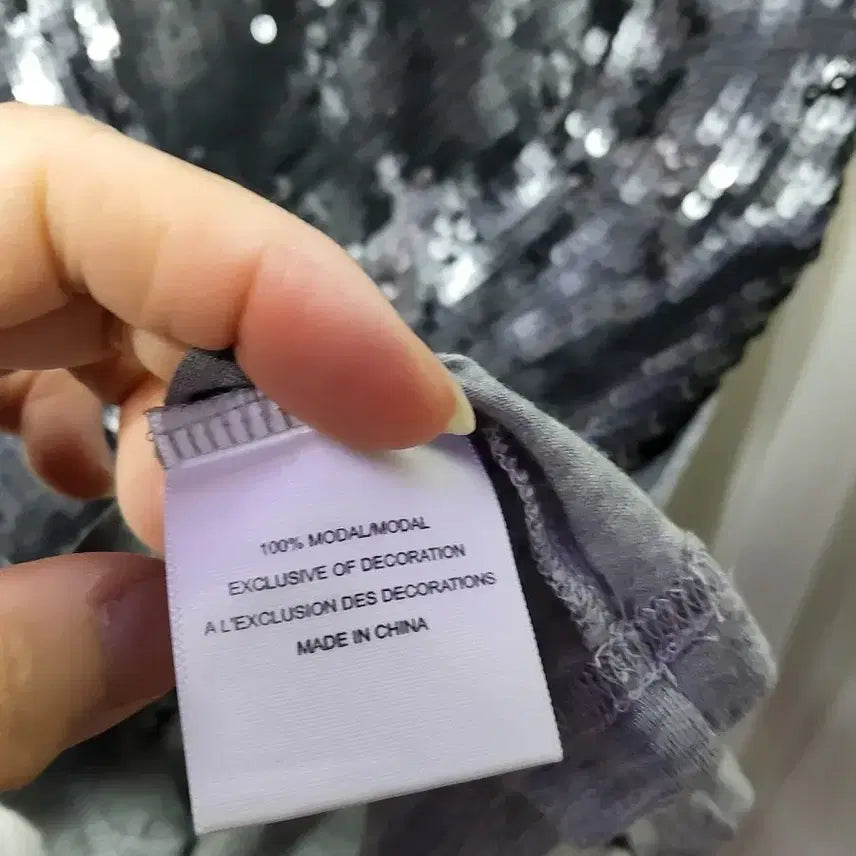 100% MODAL/MODAL
EXCLUSIVE OF DECORATION
A L'EXCLUSION DES DECORATIONS
MADE IN CHINA